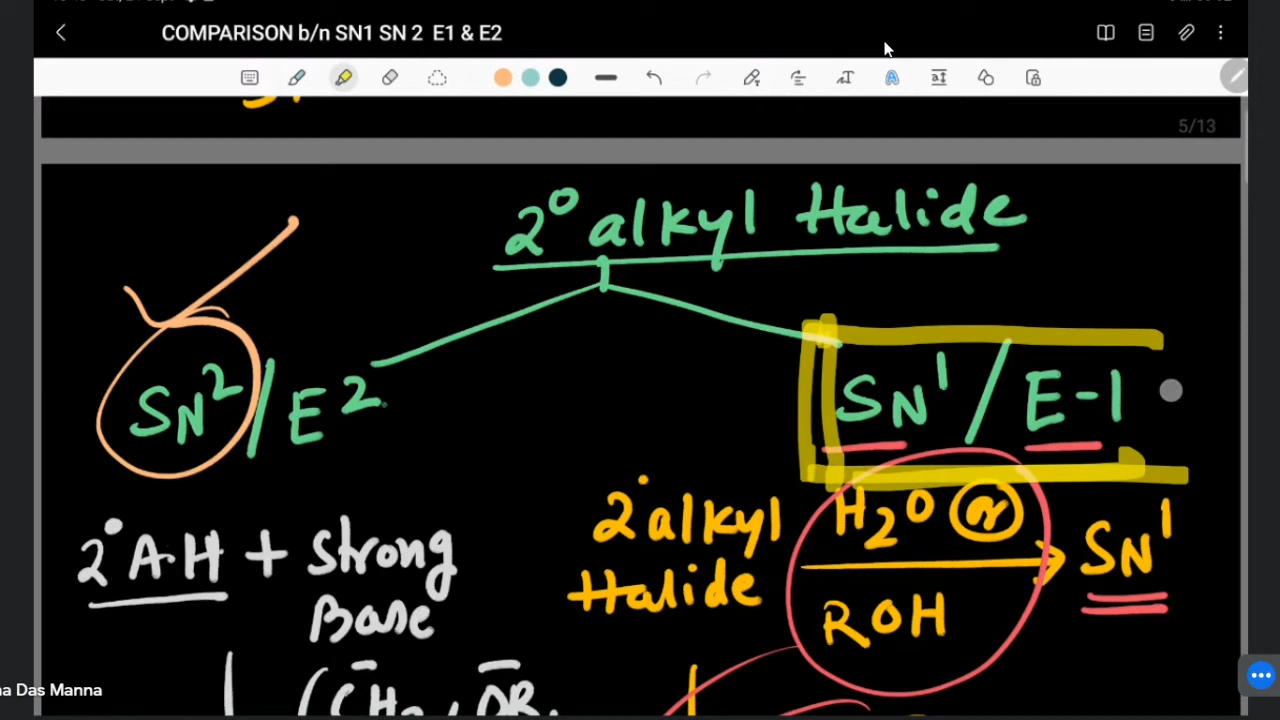 COMPARISON b/n SN1 SN 2 E1 & E2
5/13
2° alkyl Halide
SN2/E2
SN1/E-1
2° alkyl Halide
H2O or
ROH
SN1
2° A.H + strong
Base
Das Manna